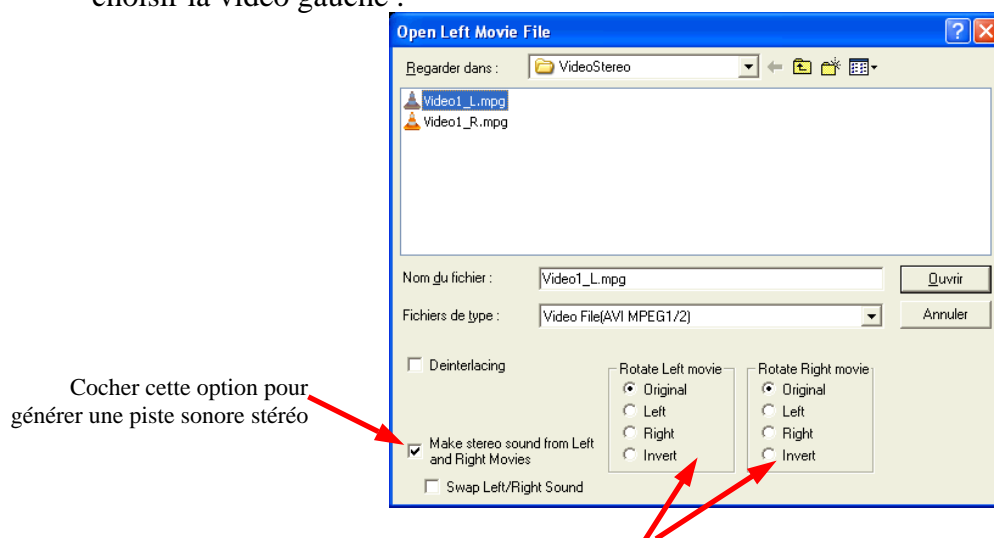 choisir la vidéo gauche :
Open Left Movie File
Regarder dans :
VideoStereo
Video1_L.mpg
Video1_R.mpg
Nom du fichier :
Video1_L.mpg
Ouvrir
Fichiers de type :
Video File(AVI MPEG1/2)
Annuler
Deinterlacing
Rotate Left movie
Original
Left
Right
Invert
Rotate Right movie
Original
Left
Right
Invert
Cocher cette option pour
générer une piste sonore stéréo
Make stereo sound from Left
and Right Movies
Swap Left/Right Sound